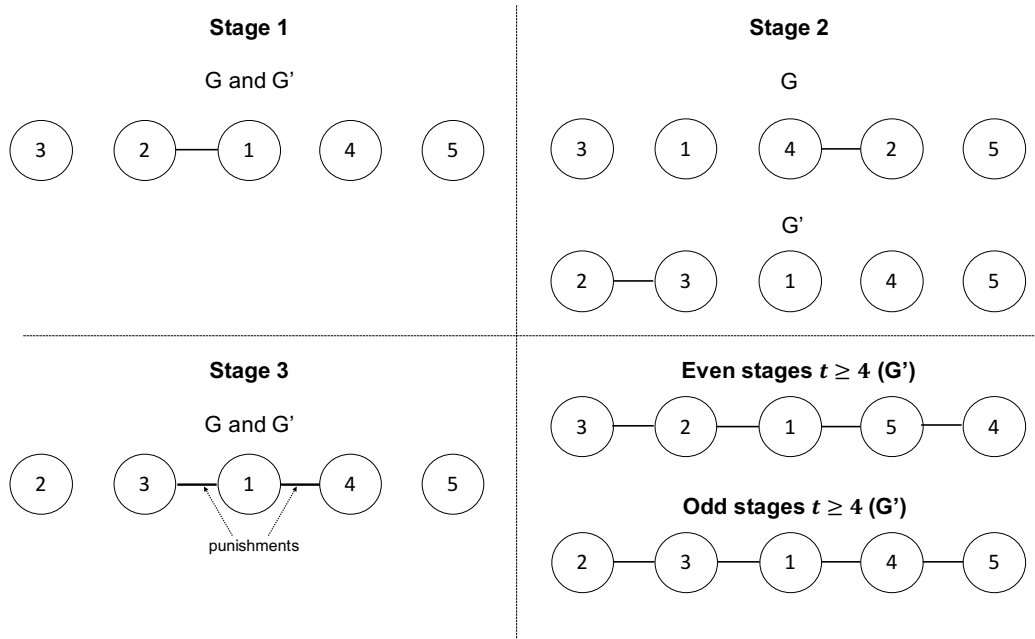 Stage 1
G and G'
3 2 1 4 5
Stage 2
G
3 1 4 2 5
G'
2 3 1 4 5
Stage 3
G and G'
2 3 1 4 5
punishments
Even stages t ≥ 4 (G')
3 2 1 5 4
Odd stages t ≥ 4 (G')
2 3 1 4 5